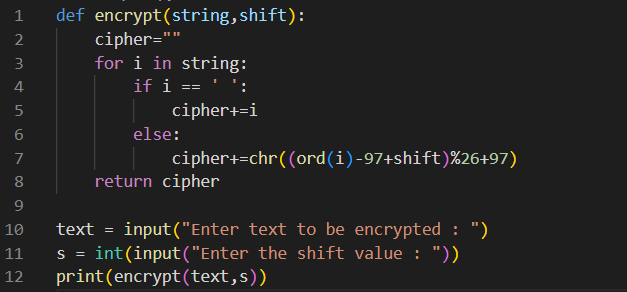 1 def encrypt(string,shift):
2     cipher=""
3     for i in string:
4         if i == ' ':
5             cipher+=i
6         else:
7             cipher+=chr((ord(i)-97+shift)%26+97)
8     return cipher
9
10 text = input("Enter text to be encrypted : ")
11 s = int(input("Enter the shift value : "))
12 print(encrypt(text,s))